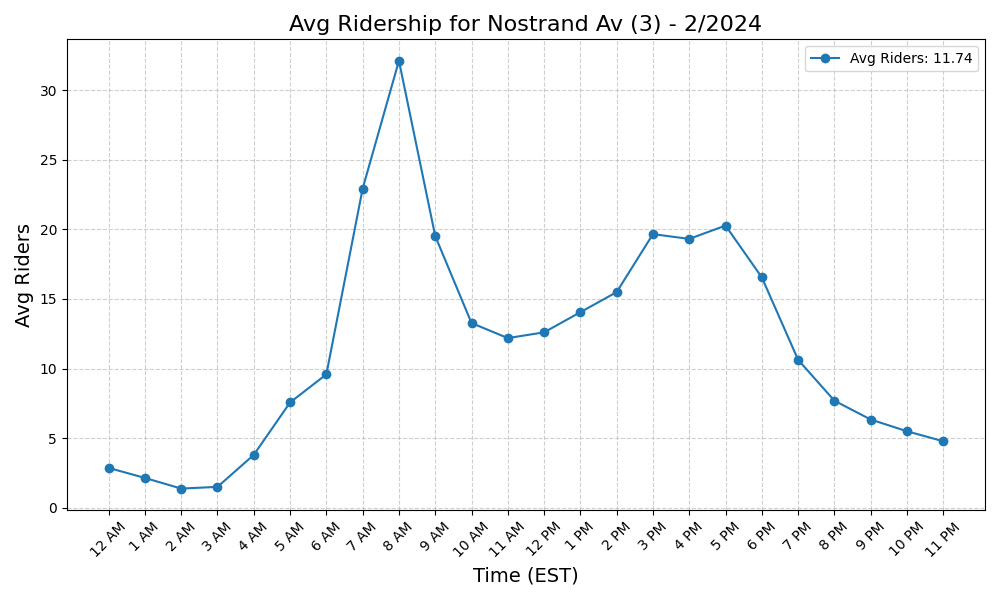 Avg Ridership for Nostrand Av (3) - 2/2024
Avg Riders: 11.74
Avg Riders
30
25
20
15
10
5
0
12 AM
1 AM
2 AM
3 AM
4 AM
5 AM
6 AM
7 AM
8 AM
9 AM
10 AM
11 AM
12 PM
1 PM
2 PM
3 PM
4 PM
5 PM
6 PM
7 PM
8 PM
9 PM
10 PM
11 PM
Time (EST)